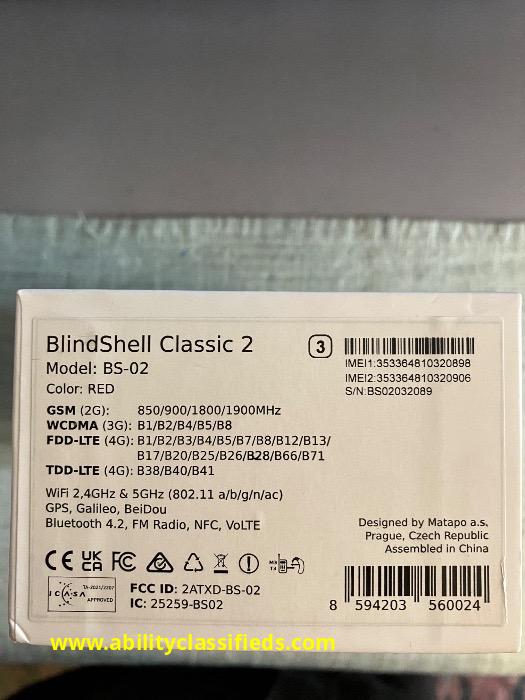 BlindShell Classic 2
Model: BS-02
Color: RED
3
IMEI1:353364810320898
IMEI2:353364810320906
S/N:BS02032089
GSM (2G): 850/900/1800/1900MHz
WCDMA (3G): B1/B2/B4/B5/B8
FDD-LTE (4G): B1/B2/B3/B4/B5/B7/B8/B12/B13/
B17/B20/B25/B26/B28/B66/B71
TDD-LTE (4G): B38/B40/B41
WiFi 2,4GHz & 5GHz (802.11 a/b/g/n/ac)
GPS, Galileo, BeiDou
Bluetooth 4.2, FM Radio, NFC, VoLTE
Designed by Matapo a.s.
Prague, Czech Republic
Assembled in China
CE UK CA FC M3 T3
ICASA TA-2021/2207 APPROVED
FCC ID: 2ATXD-BS-02
IC: 25259-BS02
8 594203 560024
www.abilityclassifieds.com